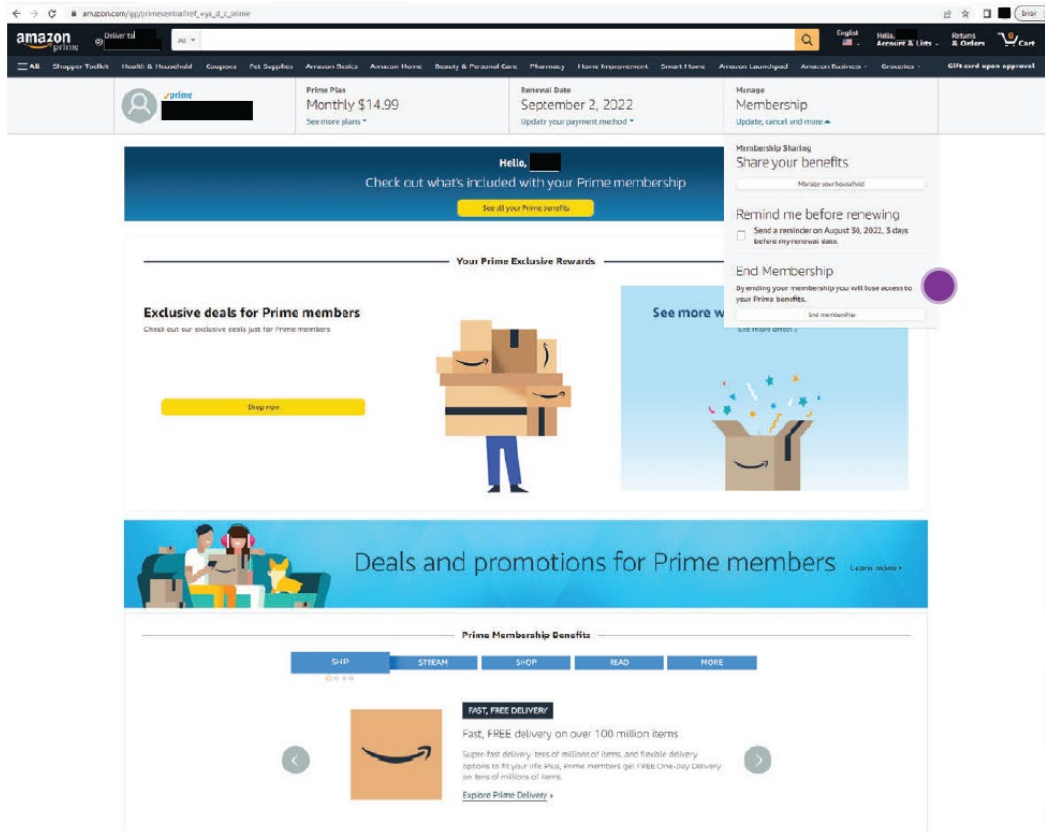 amazon.com/gp/primecentral?ref_=ya_d_c_prime
amazon prime
Deliver to
All
English
Hello,
Account & Lists
Returns
& Orders
0
Cart
All Shopper Toolkit Health & Household Coupons Pet Supplies Amazon Basics Amazon Home Beauty & Personal Care Pharmacy Home Improvement Smart Home Amazon Launchpad Amazon Business Groceries Gift card upon approval
prime
Prime Plan
Monthly $14.99
See more plans
Renewal Date
September 2, 2022
Update your payment method
Manage
Membership
Update, cancel and more
Membership Sharing
Share your benefits
Manage your household
Remind me before renewing
Send a reminder on August 30, 2022, 3 days
before my renewal date.
End Membership
By ending your membership you will lose access to
your Prime benefits.
End membership
Hello,
Check out what's included with your Prime membership
See all your Prime benefits
Your Prime Exclusive Rewards
Exclusive deals for Prime members
Check out our exclusive deals just for Prime members
Shop now
See more w
See more offers ›
Deals and promotions for Prime members Learn more ›
Prime Membership Benefits
SHIP STREAM SHOP READ MORE
FAST, FREE DELIVERY
Fast, FREE delivery on over 100 million items
Super-fast delivery, tens of millions of items, and flexible delivery
options to fit your life. Plus, Prime members get FREE One-Day Delivery
on tens of millions of items
Explore Prime Delivery »